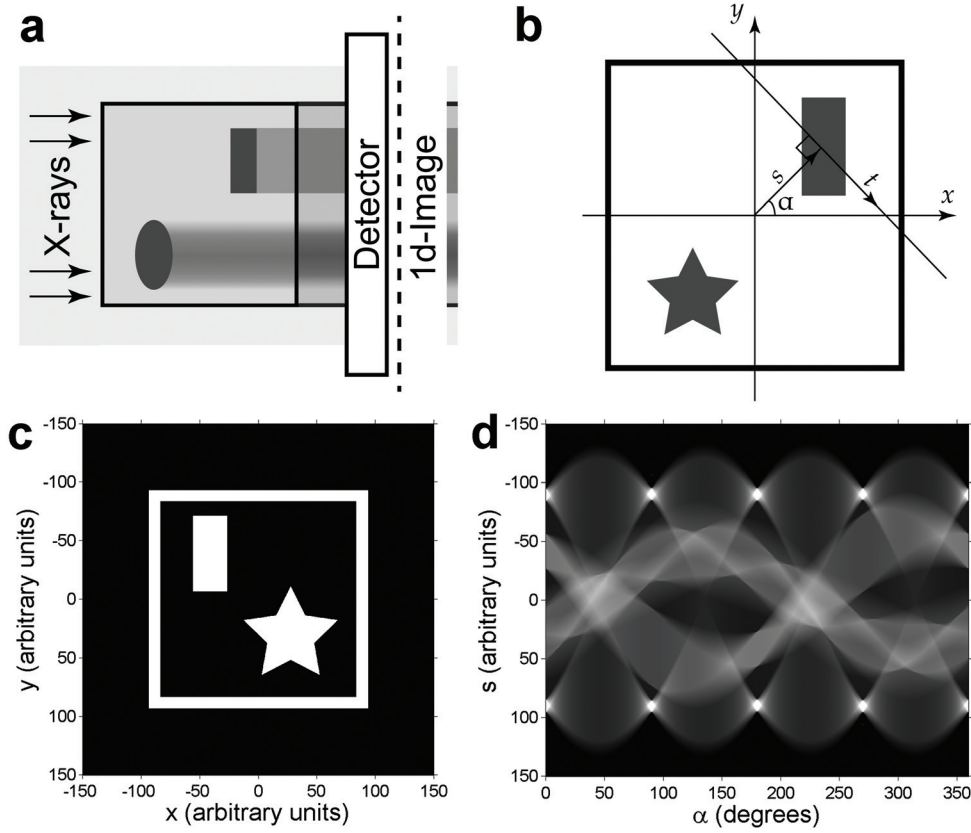 a
X-rays
Detector
1d-Image
b
y
x
s
α
t
c
-150
-100
-50
0
50
100
150
y (arbitrary units)
-150 -100 -50 0 50 100 150
x (arbitrary units)
d
-150
-100
-50
0
50
100
150
s (arbitrary units)
0 50 100 150 200 250 300 350
α (degrees)